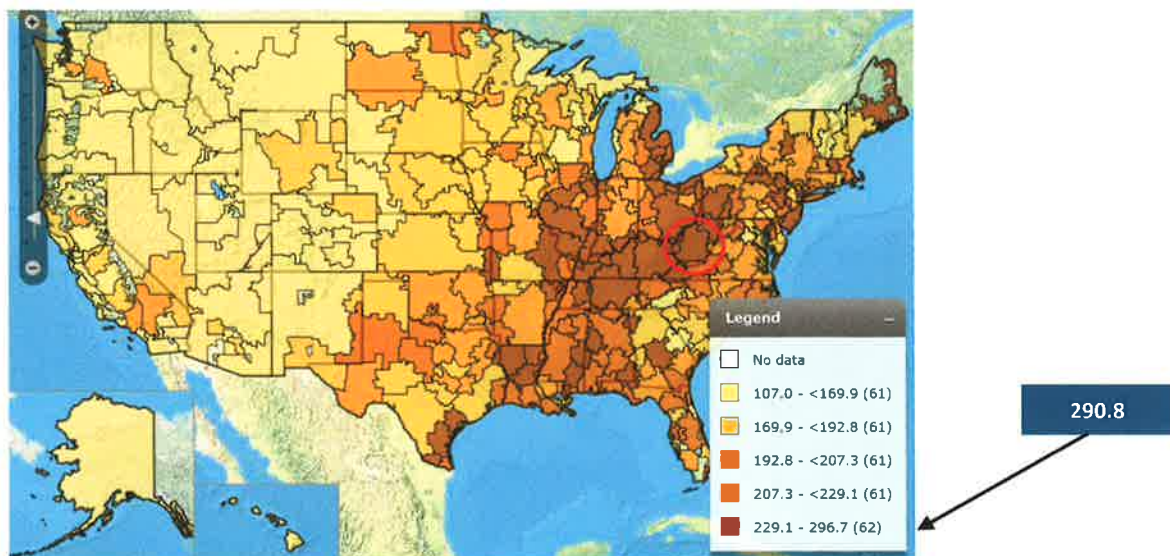 Legend
No data
107.0 - <169.9 (61)
169.9 - <192.8 (61)
192.8 - <207.3 (61)
207.3 - <229.1 (61)
229.1 - 296.7 (62)
290.8